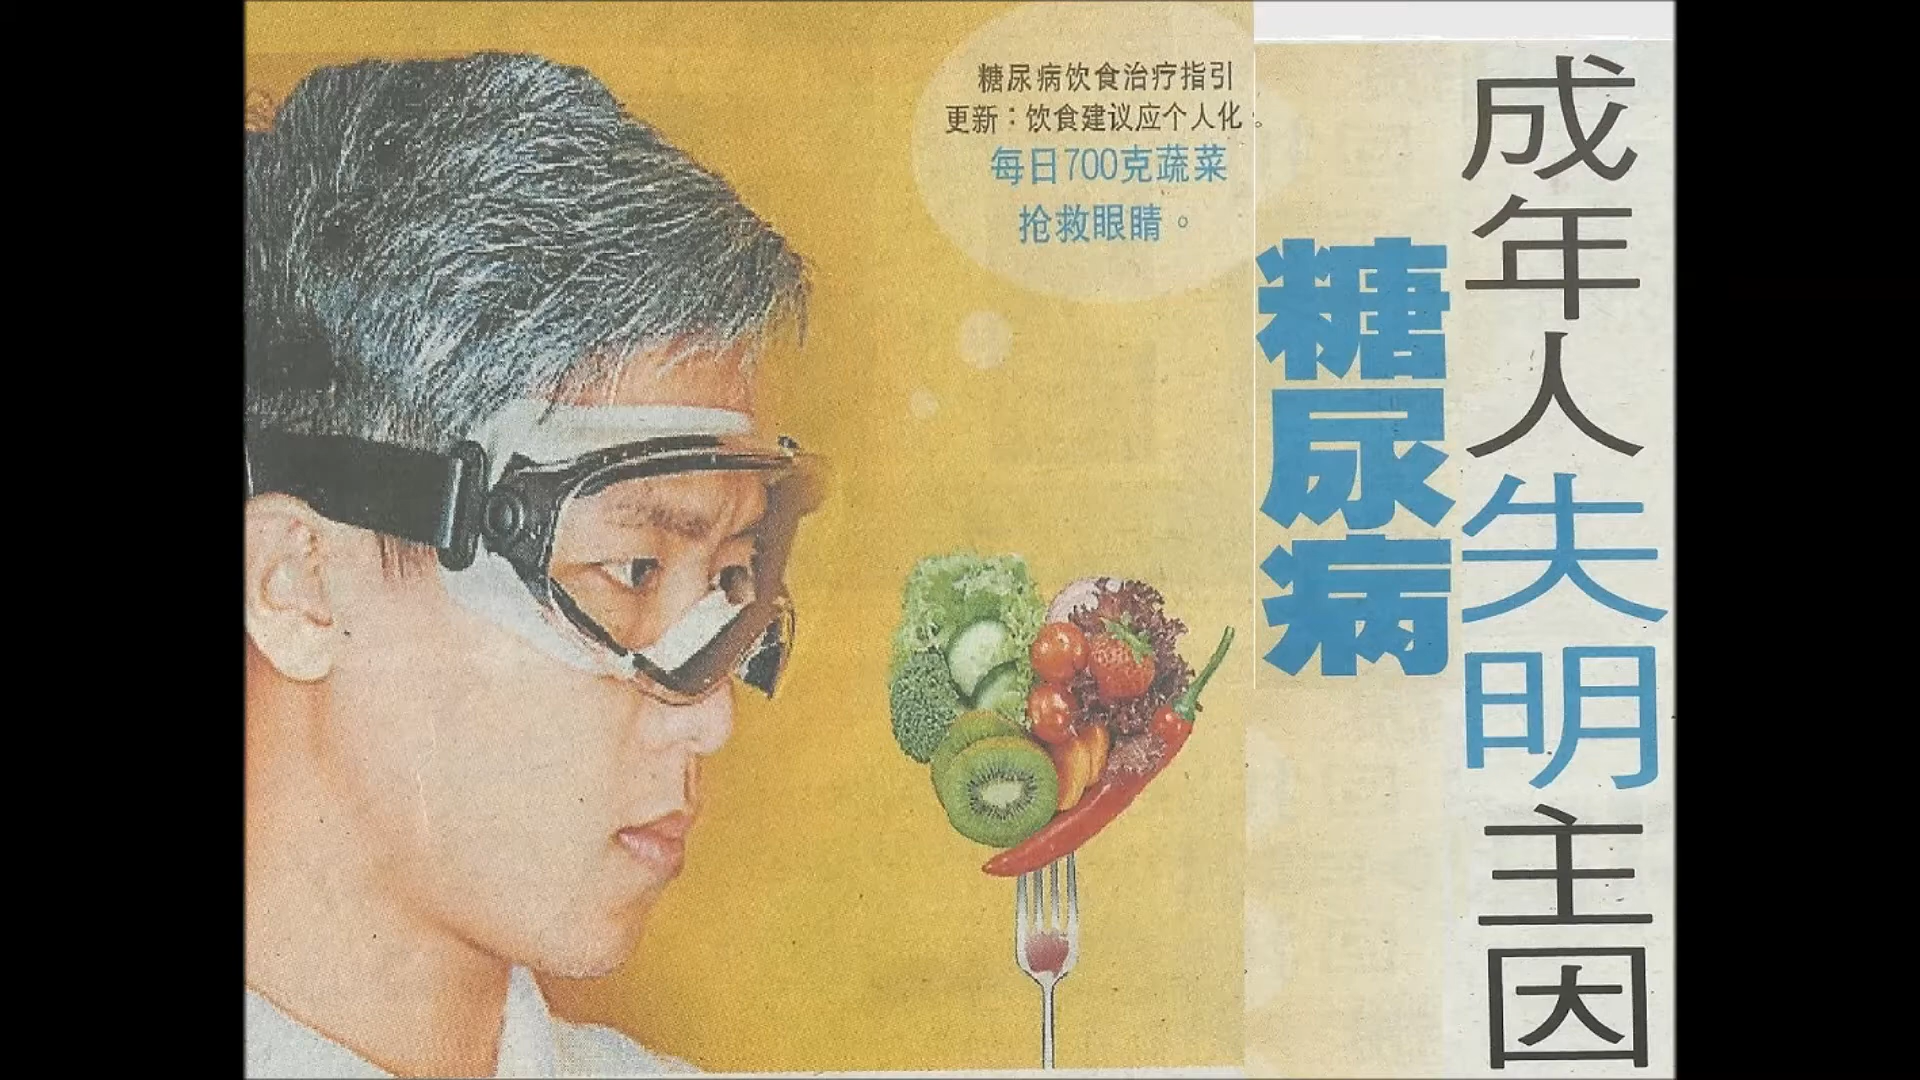 糖尿病饮食治疗指引
更新：饮食建议应个人化。
每日700克蔬菜
抢救眼睛。
成年人失明主因
糖尿病